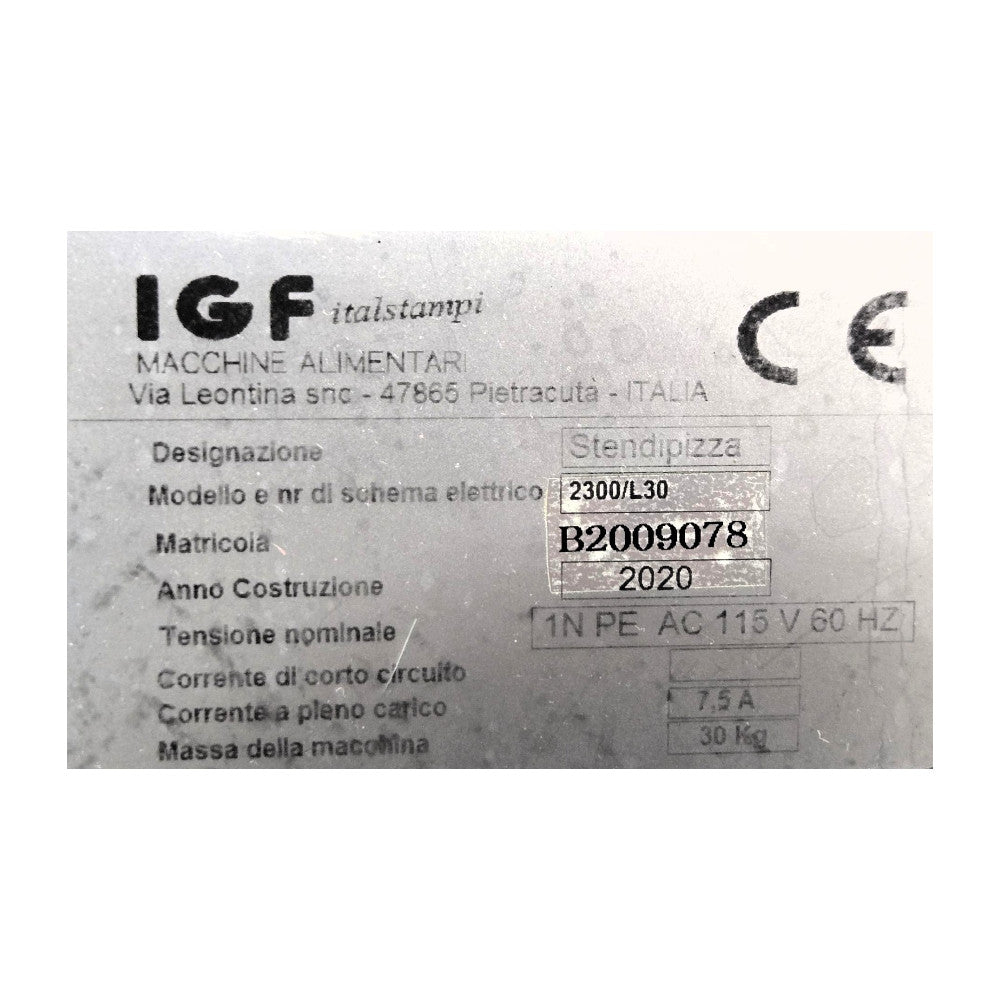 IGF italstampi
MACCHINE ALIMENTARI
Via Leontina snc - 47865 Pietracuta - ITALIA
CE
Designazione Stendipizza
Modello e nr di schema elettrico 2300/L30
Matricola B2009078
Anno Costruzione 2020
Tensione nominale 1N PE AC 115 V 60 HZ
Corrente di corto circuito
Corrente a pleno carico 7,5 A
Massa della macchina 30 Kg